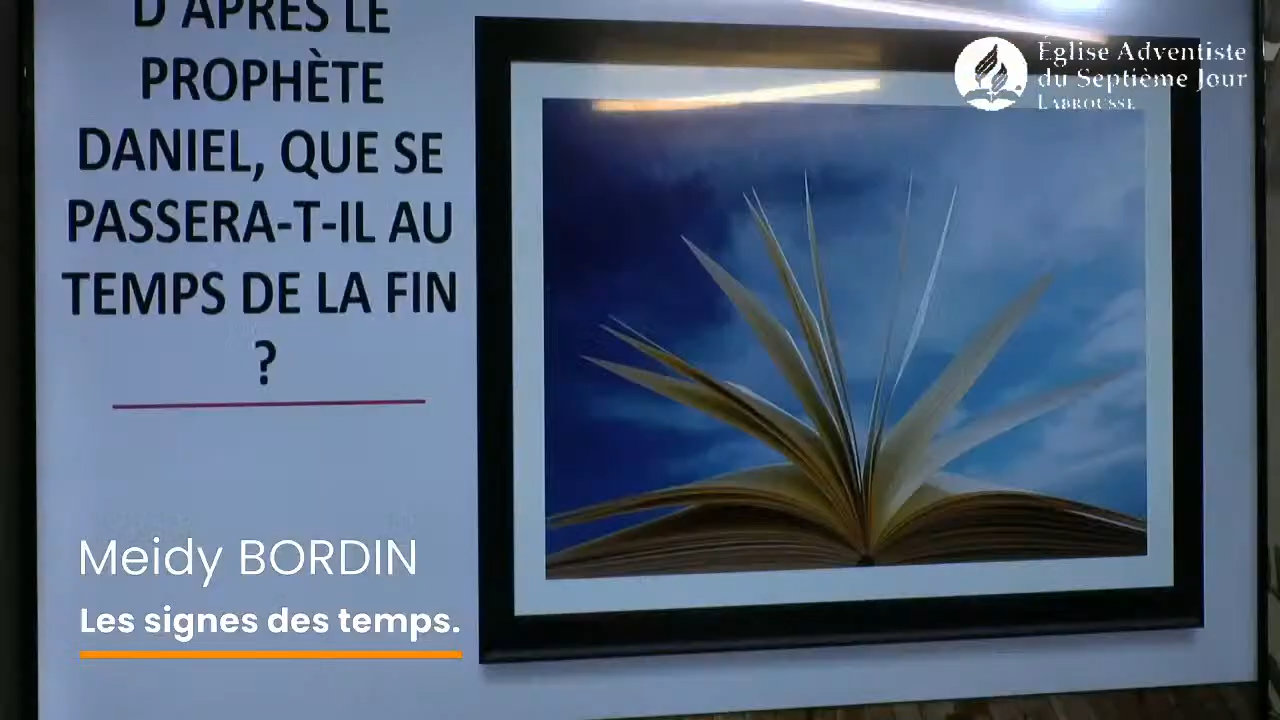 D'APRÈS LE
PROPHÈTE
DANIEL, QUE SE
PASSERA-T-IL AU
TEMPS DE LA FIN
?
Église Adventiste
du Septième Jour
LABROUSSE
Meidy BORDIN
Les signes des temps.